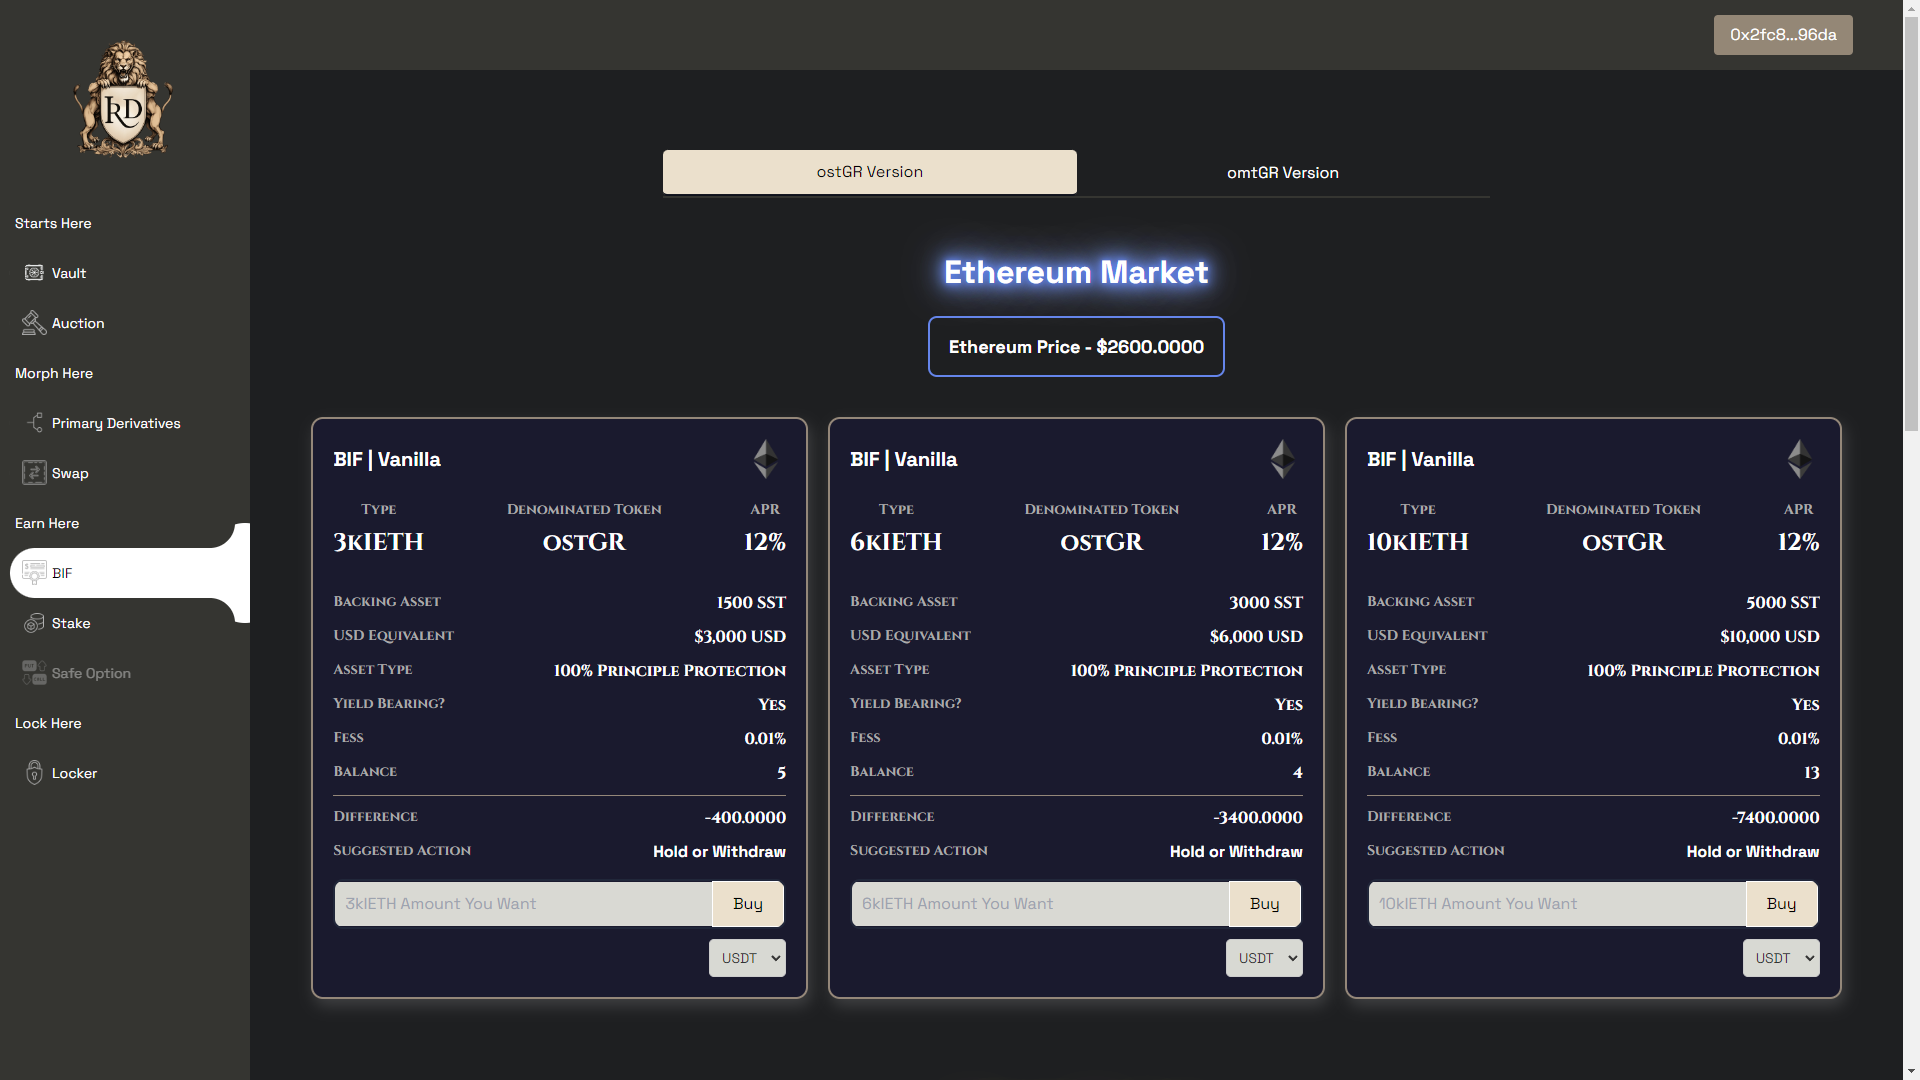 0x2fc8...96da
RD
Starts Here
Vault
Auction
Morph Here
Primary Derivatives
Swap
Earn Here
BIF
Stake
Safe Option
Lock Here
Locker
ostGR Version
omtGR Version
Ethereum Market
Ethereum Price - $2600.0000
BIF | Vanilla
Type Denominated Token APR
3kIETH ostGR 12%
Backing Asset 1500 SST
USD Equivalent $3,000 USD
Asset Type 100% Principle Protection
Yield Bearing? Yes
Fess 0.01%
Balance 5
Difference -400.0000
Suggested Action Hold or Withdraw
3kIETH Amount You Want Buy
USDT
BIF | Vanilla
Type Denominated Token APR
6kIETH ostGR 12%
Backing Asset 3000 SST
USD Equivalent $6,000 USD
Asset Type 100% Principle Protection
Yield Bearing? Yes
Fess 0.01%
Balance 4
Difference -3400.0000
Suggested Action Hold or Withdraw
6kIETH Amount You Want Buy
USDT
BIF | Vanilla
Type Denominated Token APR
10kIETH ostGR 12%
Backing Asset 5000 SST
USD Equivalent $10,000 USD
Asset Type 100% Principle Protection
Yield Bearing? Yes
Fess 0.01%
Balance 13
Difference -7400.0000
Suggested Action Hold or Withdraw
10kIETH Amount You Want Buy
USDT